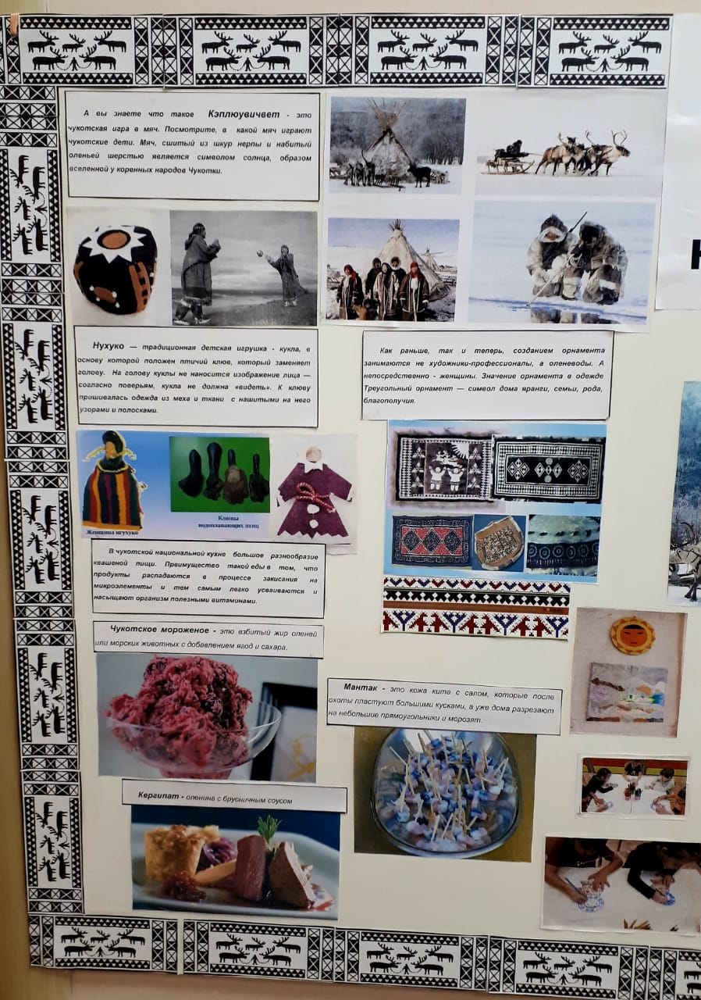 А вы знаете что такое Кэплюувичвет - это
чукотская игра в мяч. Посмотрите, в какой мяч играют
чукотские дети. Мяч, сшитый из шкур нерпы и набитый
оленьей шерстью является символом солнца, образом
вселенной у коренных народов Чукотки.
Нухуко — традиционная детская игрушка - кукла, в
основу которой положен птичий клюв, который заменяет
голову. На голову куклы не наносится изображение лица —
согласно поверьям, кукла не должна «видеть». К клюву
пришивалась одежда из меха и ткани с нашитыми на него
узорами и полосками.
Как раньше, так и теперь, созданием орнамента
занимаются не художники-профессионалы, а оленеводы. А
непосредственно - женщины. Значение орнамента в одежде
Треугольный орнамент — символ дома яранги, семьи, рода,
благополучия.
Женщина нгухуко
Клювы
водоплавающих птиц
В чукотской национальной кухне большое разнообразие
квашеной пищи. Преимущество такой еды в том, что
продукты распадаются в процессе закисания на
микроэлементы и тем самым легко усваиваются и
насыщают организм полезными витаминами.
Чукотское мороженое - это взбитый жир оленей
или морских животных с добавлением ягод и сахара.
Мантак - это кожа кита с салом, которые после
охоты пластуют большими кусками, а уже дома разрезают
на небольшие прямоугольники и морозят.
Кергипат - оленина с брусничным соусом